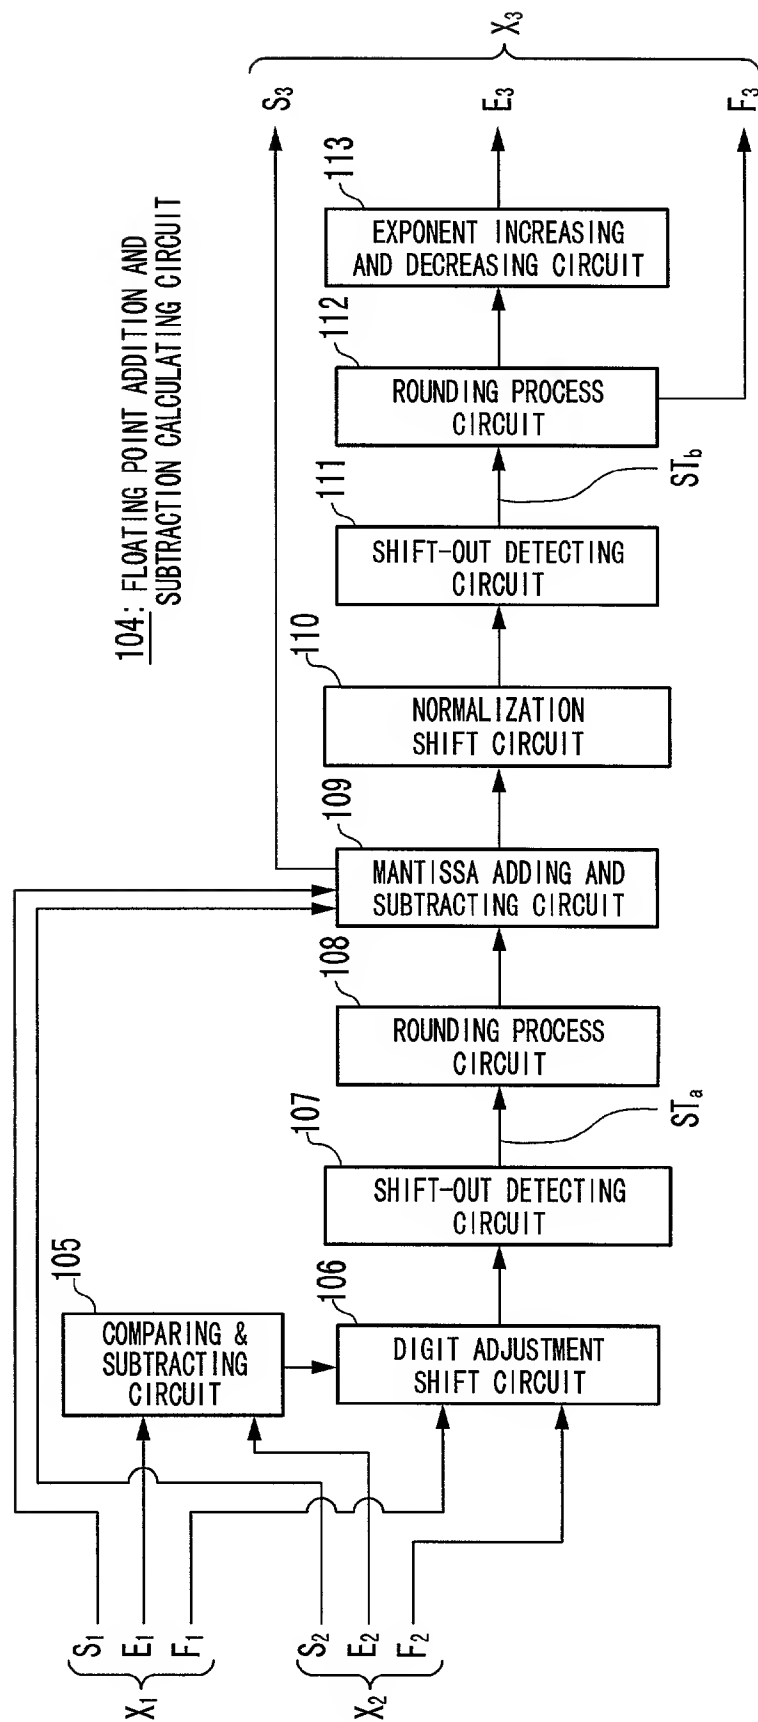 104: FLOATING POINT ADDITION AND
SUBTRACTION CALCULATING CIRCUIT
X₁
S₁
E₁
F₁
X₂
S₂
E₂
F₂
105
COMPARING &
SUBTRACTING
CIRCUIT
106
DIGIT ADJUSTMENT
SHIFT CIRCUIT
107
SHIFT-OUT DETECTING
CIRCUIT
STₐ
108
ROUNDING PROCESS
CIRCUIT
109
MANTISSA ADDING AND
SUBTRACTING CIRCUIT
110
NORMALIZATION
SHIFT CIRCUIT
111
SHIFT-OUT DETECTING
CIRCUIT
ST_b
112
ROUNDING PROCESS
CIRCUIT
113
EXPONENT INCREASING
AND DECREASING CIRCUIT
S₃
E₃
F₃
X₃